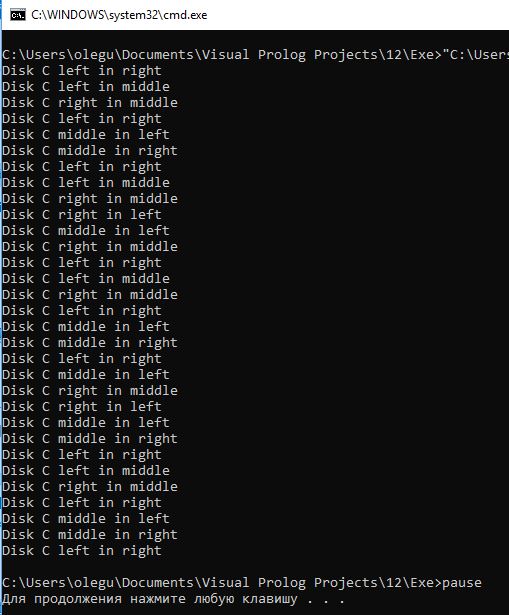 C:\WINDOWS\system32\cmd.exe
C:\Users\olegu\Documents\Visual Prolog Projects\12\Exe>"C:\Users
Disk C left in right
Disk C left in middle
Disk C right in middle
Disk C left in right
Disk C middle in left
Disk C middle in right
Disk C left in right
Disk C left in middle
Disk C right in middle
Disk C right in left
Disk C middle in left
Disk C right in middle
Disk C left in right
Disk C left in middle
Disk C right in middle
Disk C left in right
Disk C middle in left
Disk C middle in right
Disk C left in right
Disk C middle in left
Disk C right in middle
Disk C right in left
Disk C middle in left
Disk C middle in right
Disk C left in right
Disk C left in middle
Disk C right in middle
Disk C left in right
Disk C middle in left
Disk C middle in right
Disk C left in right
C:\Users\olegu\Documents\Visual Prolog Projects\12\Exe>pause
Для продолжения нажмите любую клавишу . . .